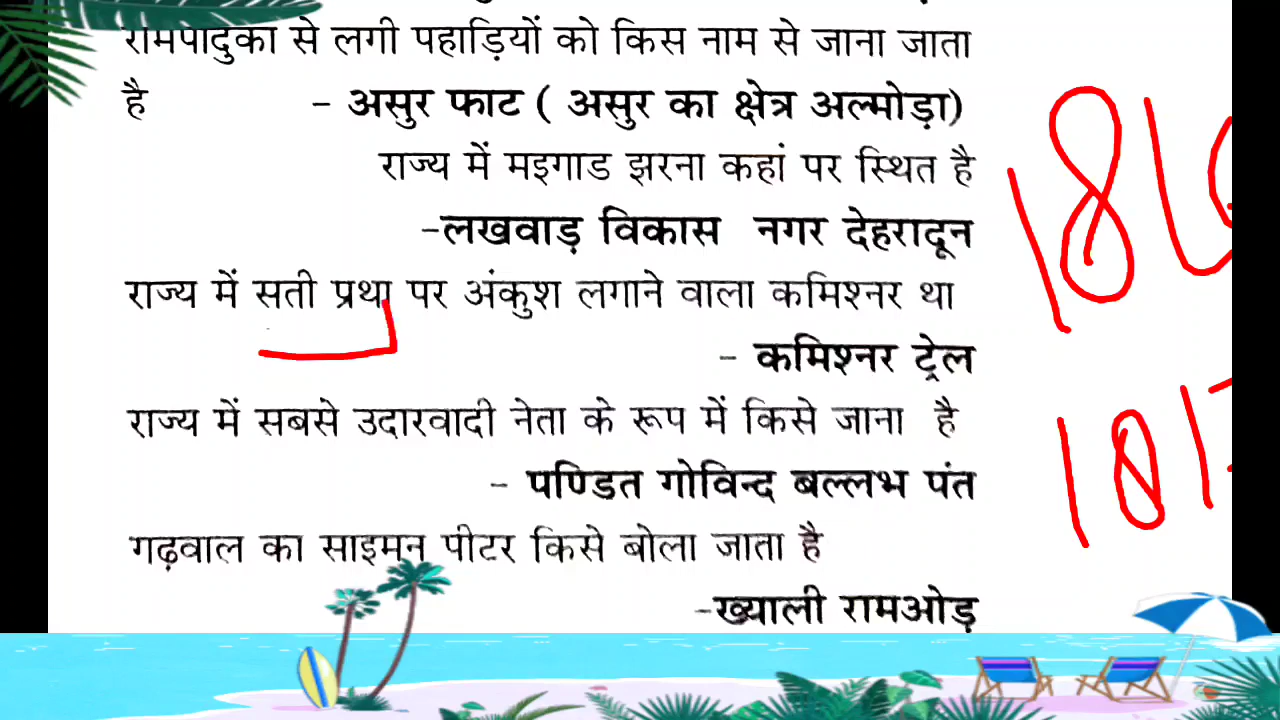 रामपादुका से लगी पहाड़ियों को किस नाम से जाना जाता
है - असुर फाट ( असुर का क्षेत्र अल्मोड़ा)
राज्य में मइगाड झरना कहां पर स्थित है
-लखवाड़ विकास नगर देहरादून
राज्य में सती प्रथा पर अंकुश लगाने वाला कमिश्नर था
- कमिश्नर ट्रेल
राज्य में सबसे उदारवादी नेता के रूप में किसे जाना है
- पण्डित गोविन्द बल्लभ पंत
गढ़वाल का साइमन पीटर किसे बोला जाता है
-ख्याली रामओड़